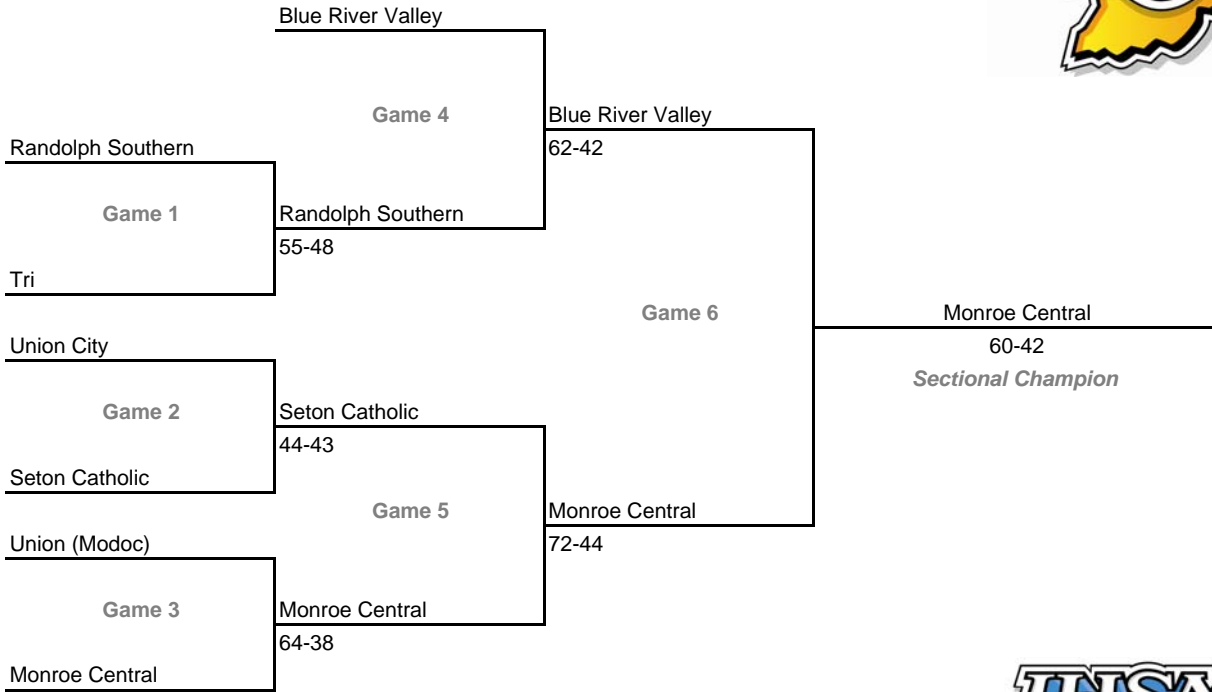 Blue River Valley
Game 4
Blue River Valley
Randolph Southern
62-42
Game 1
Randolph Southern
55-48
Tri
Game 6
Monroe Central
Union City
60-42
Sectional Champion
Game 2
Seton Catholic
44-43
Seton Catholic
Game 5
Monroe Central
Union (Modoc)
72-44
Game 3
Monroe Central
64-38
Monroe Central